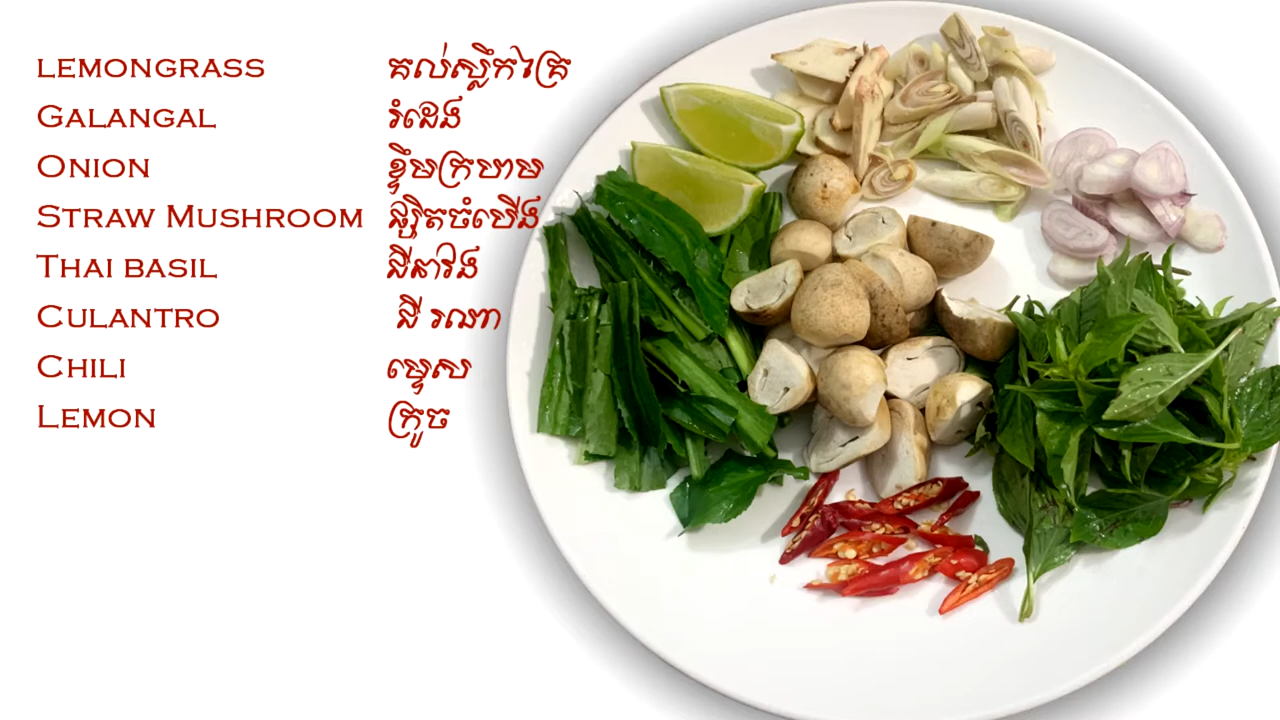 LEMONGRASS គល់ស្លឹកគ្រៃ
GALANGAL រំដេង
ONION ខ្ទឹមក្រហម
STRAW MUSHROOM ផ្សិតចំបើង
THAI BASIL ជីនាវង
CULANTRO ជី រណា
CHILI ម្ទេស
LEMON ក្រូច